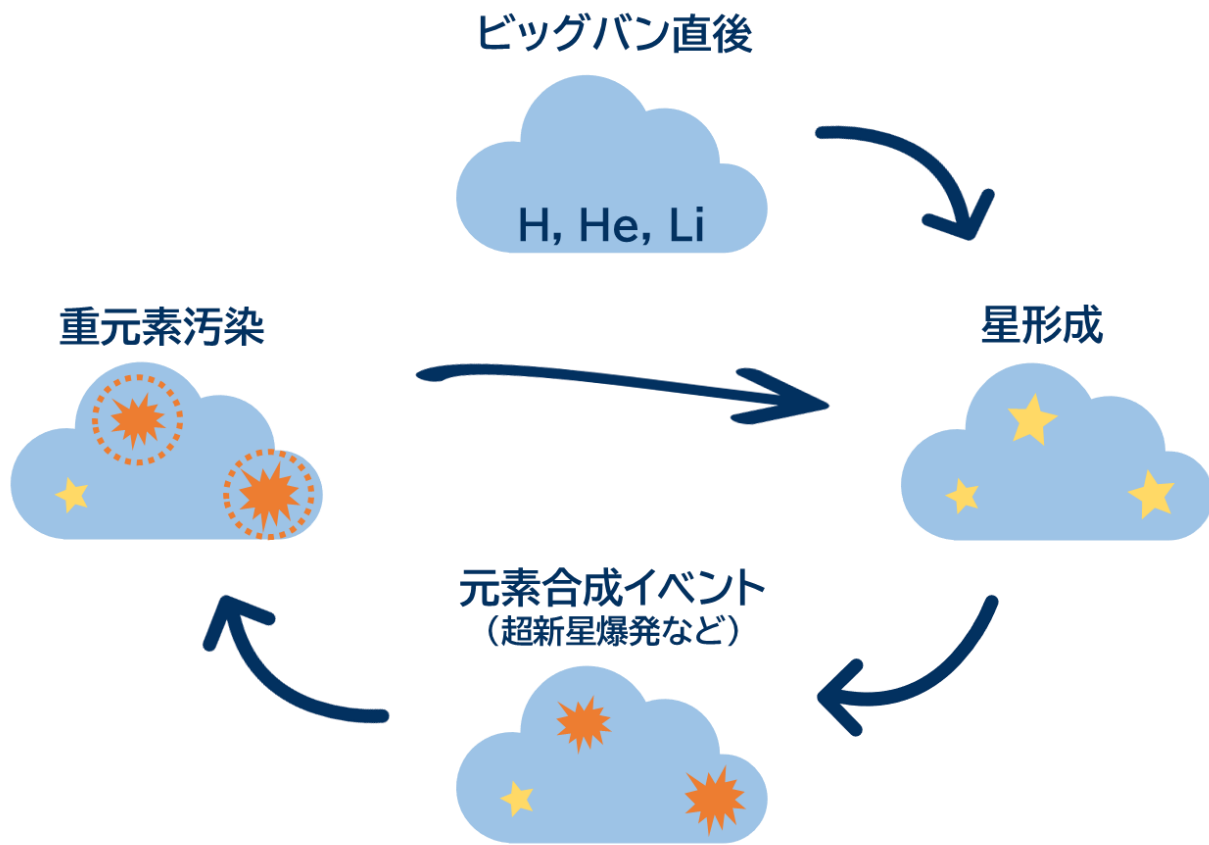 ビッグバン直後
H, He, Li
重元素汚染
星形成
元素合成イベント
（超新星爆発など）